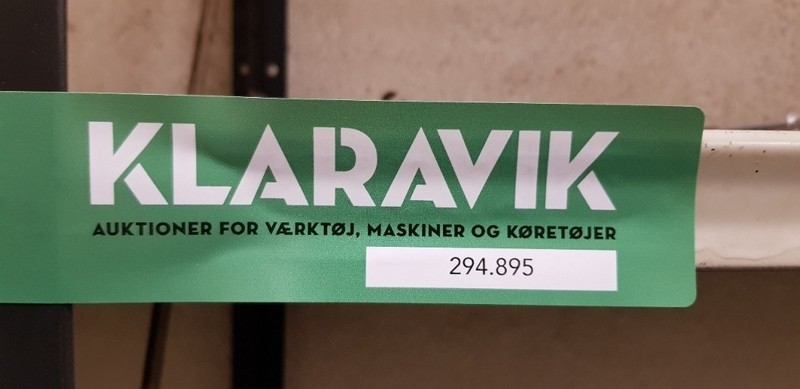 KLARAVIK
AUKTIONER FOR VÆRKTØJ, MASKINER OG KØRETØJER
294.895